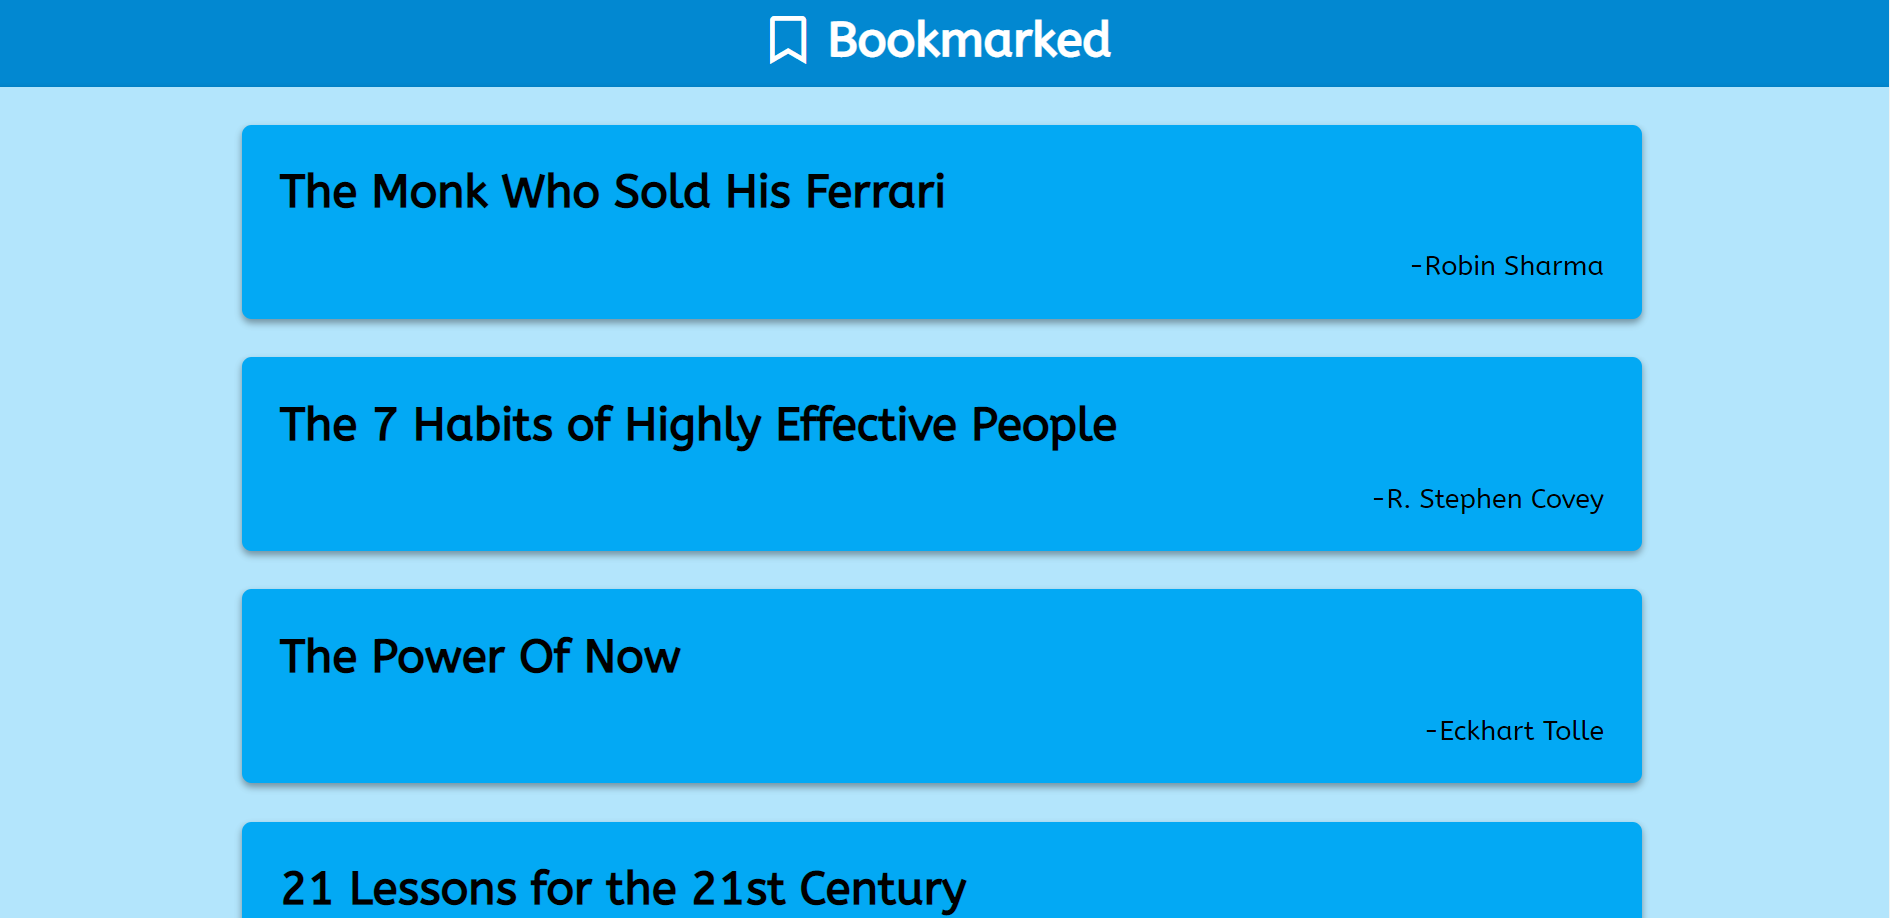 Bookmarked
The Monk Who Sold His Ferrari
-Robin Sharma
The 7 Habits of Highly Effective People
-R. Stephen Covey
The Power Of Now
-Eckhart Tolle
21 Lessons for the 21st Century